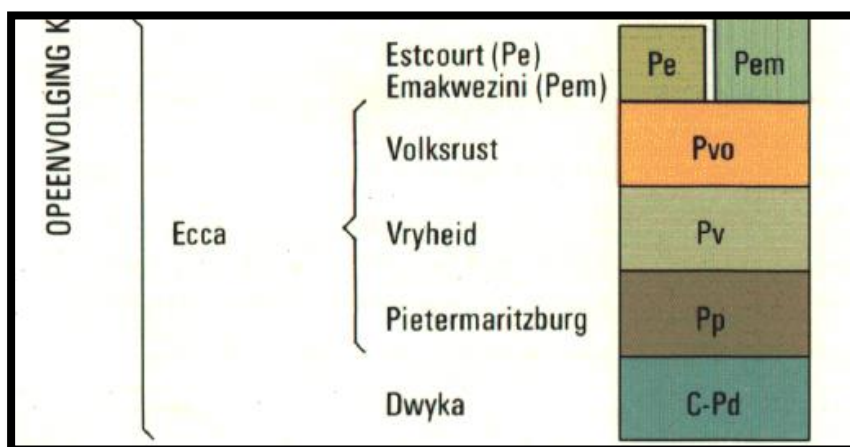 OPEENVOLGING K
Estcourt (Pe)
Emakwezini (Pem)
Pe
Pem
Volksrust
Pvo
Ecca
Vryheid
Pv
Pietermaritzburg
Pp
Dwyka
C-Pd